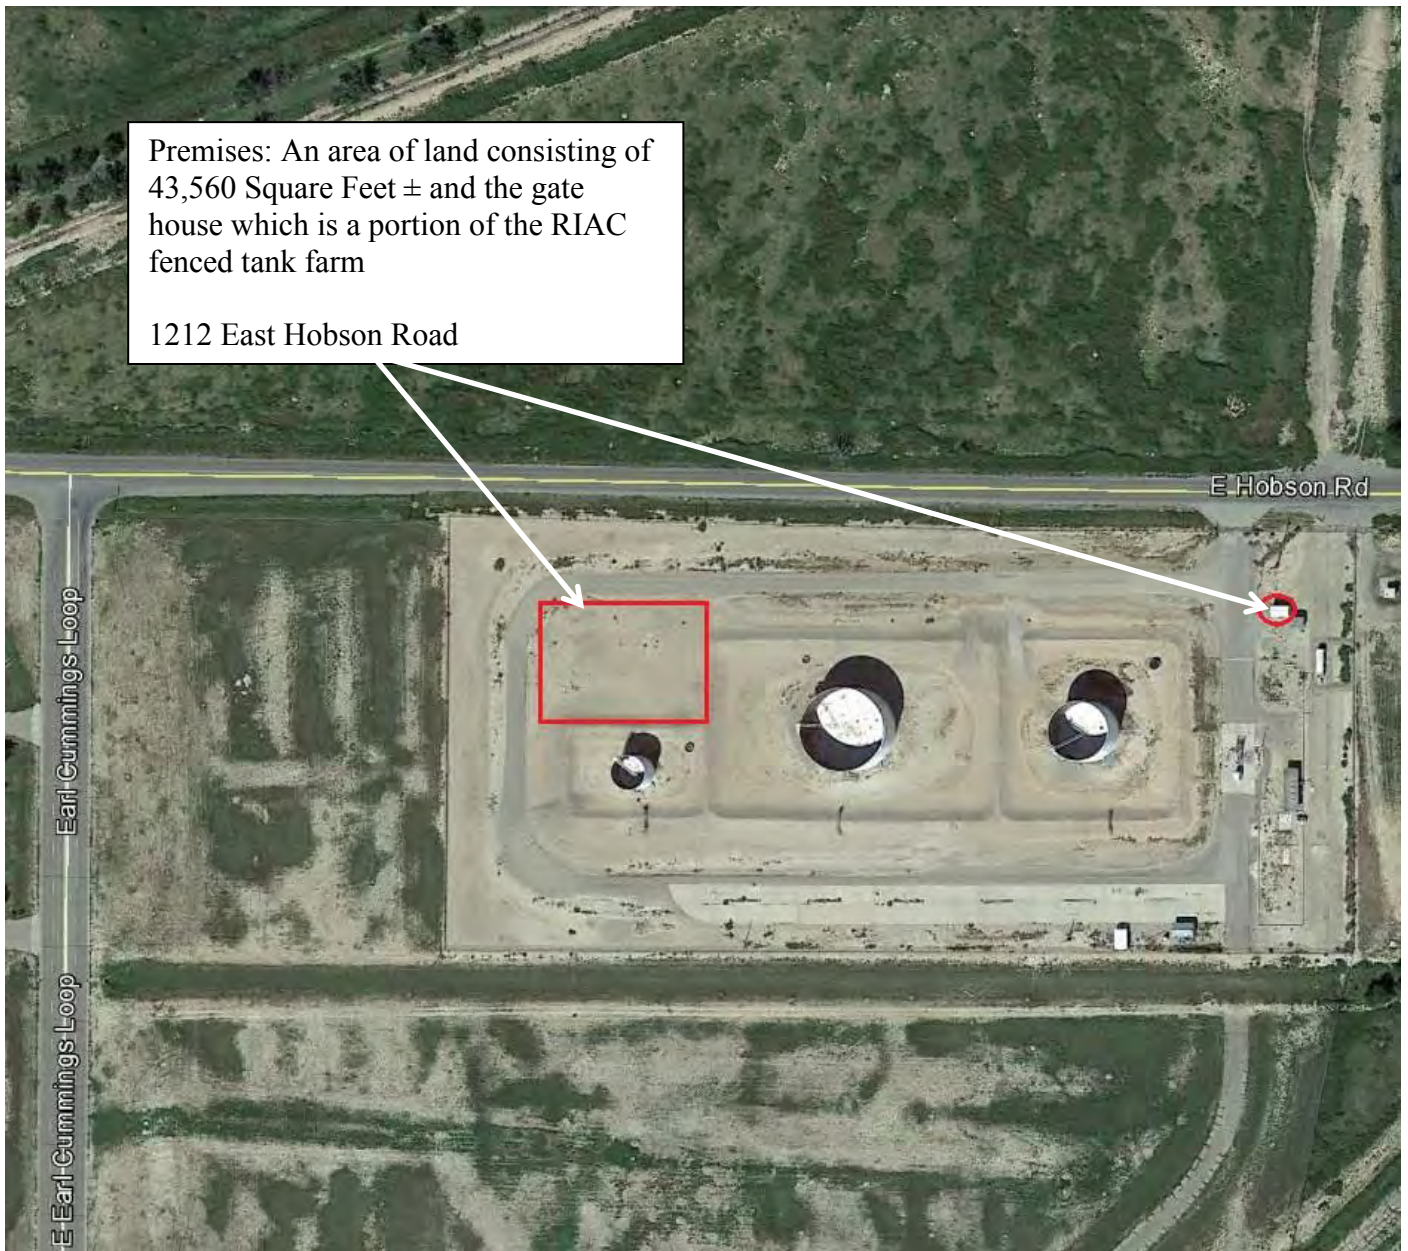 Premises: An area of land consisting of
43,560 Square Feet ± and the gate
house which is a portion of the RIAC
fenced tank farm
1212 East Hobson Road
E Hobson Rd
Earl Cummings Loop
E Earl Cummings Loop